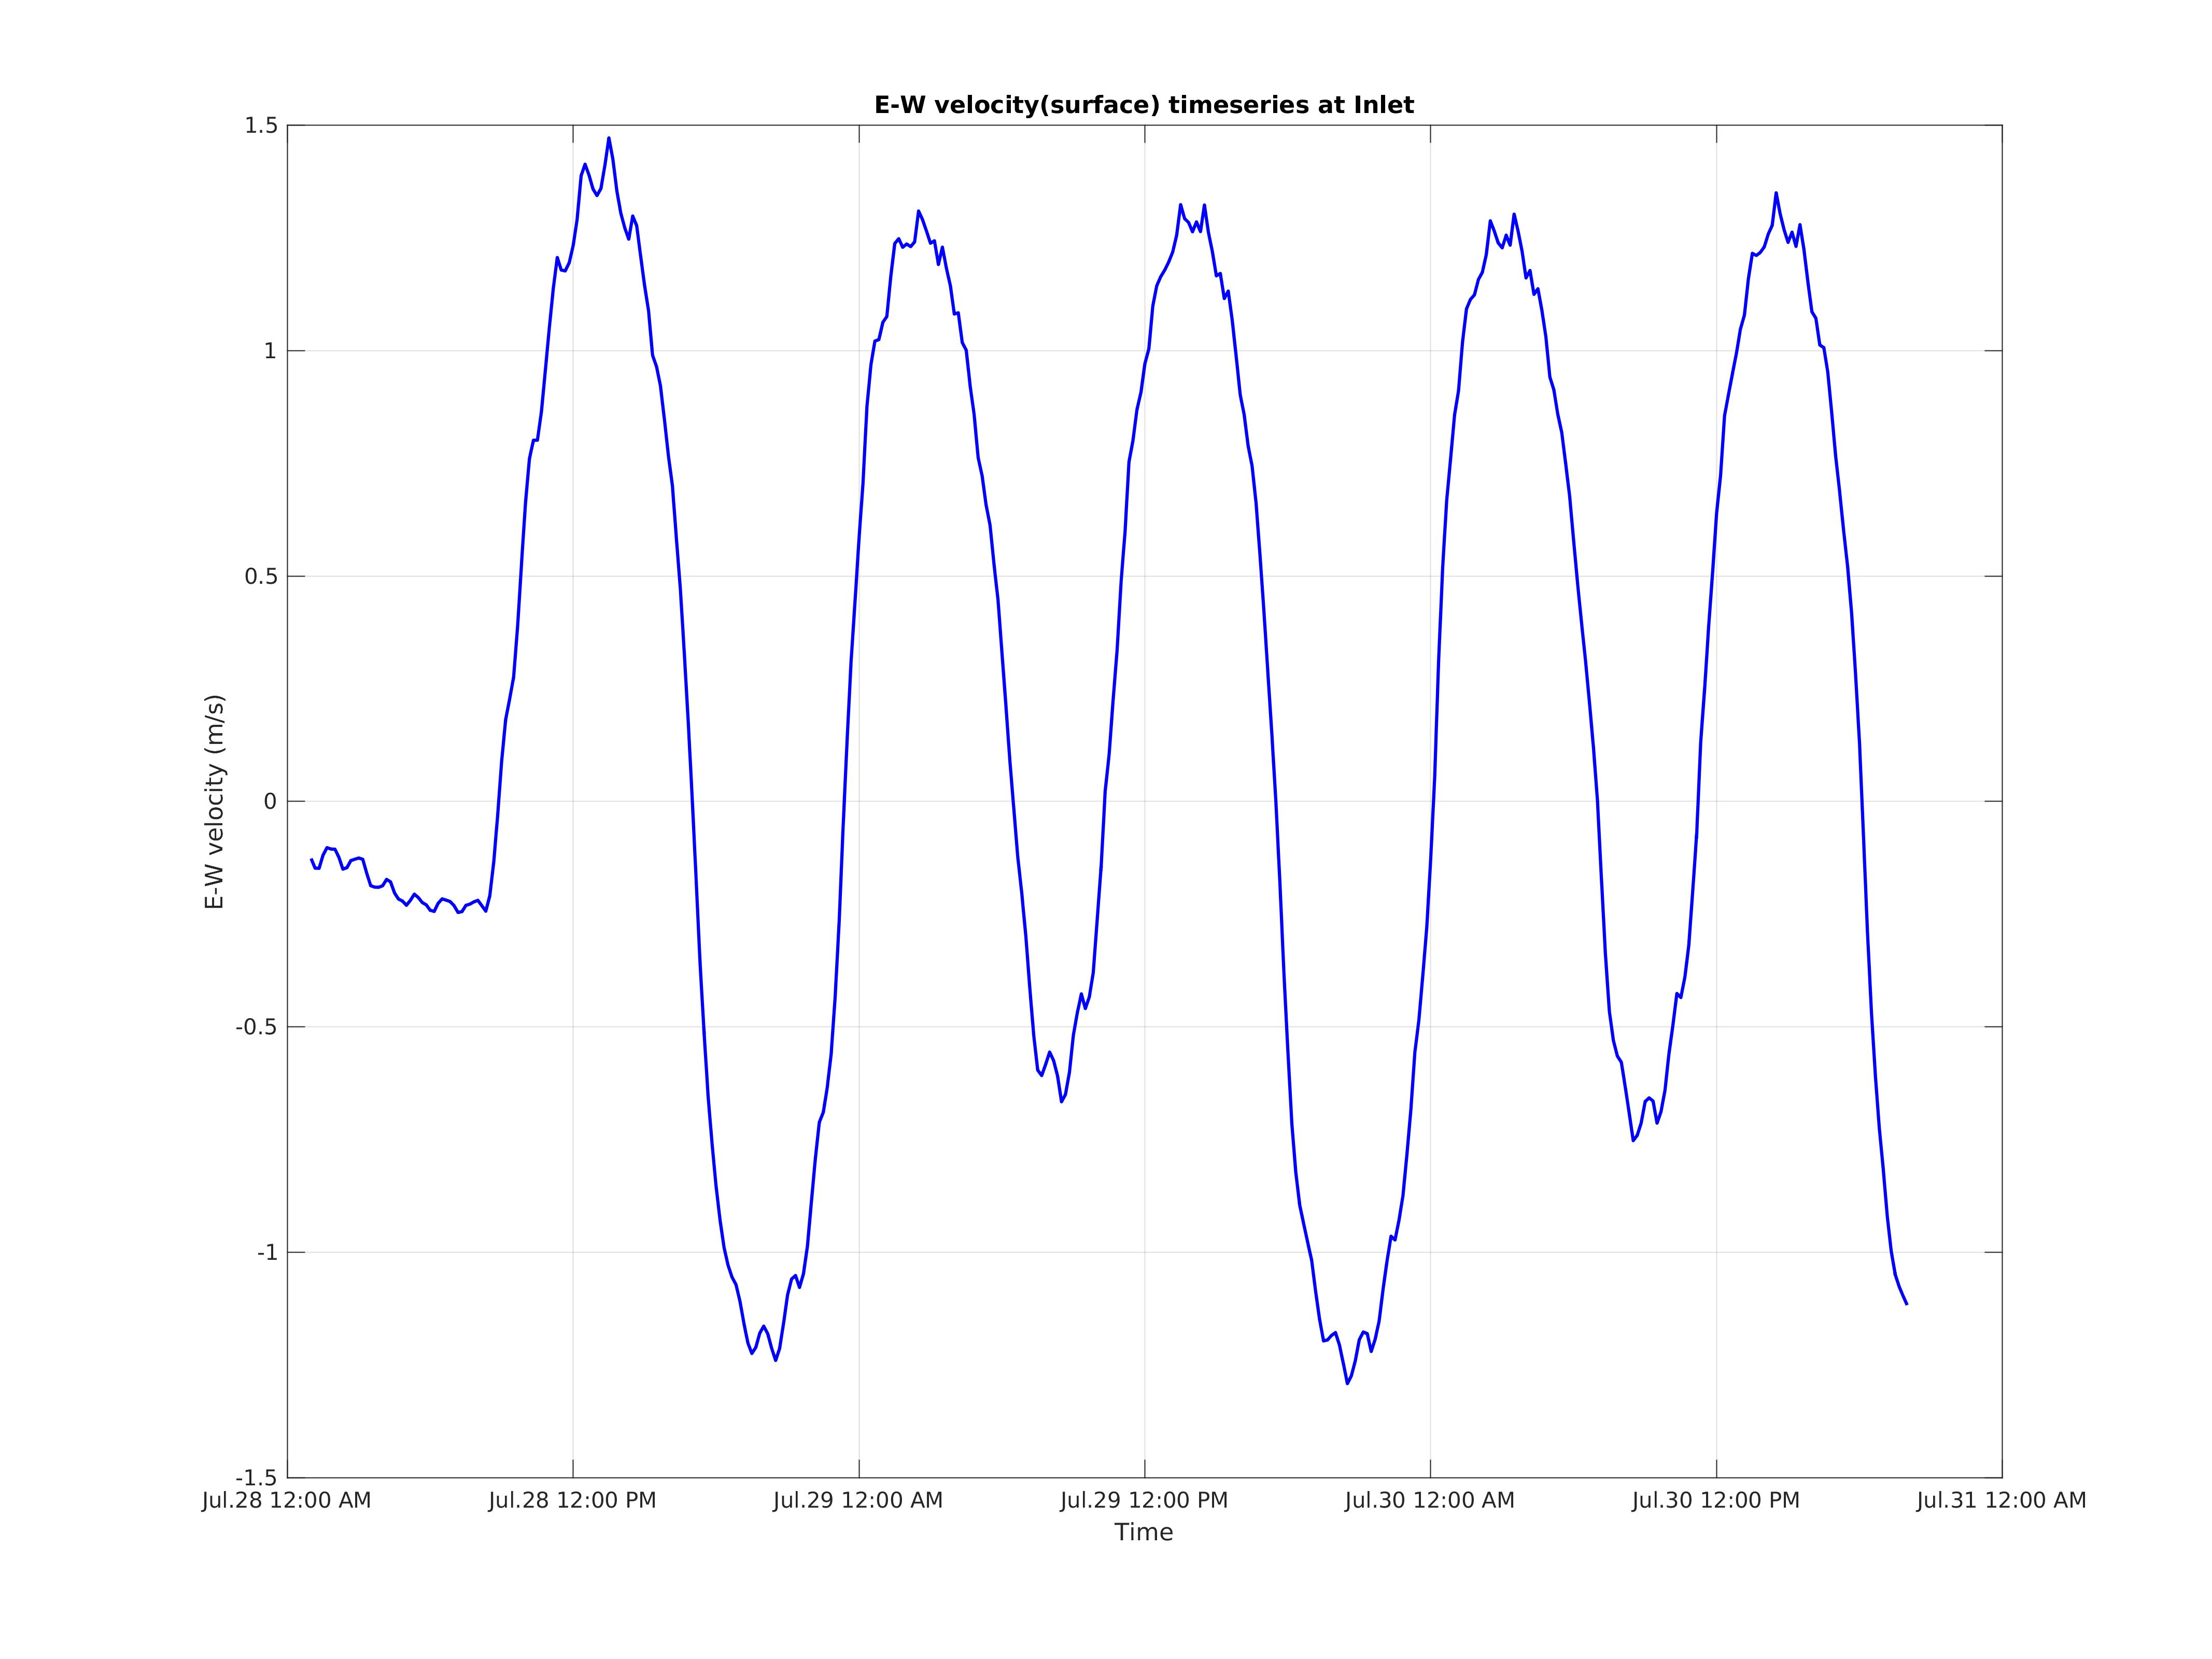 E-W velocity(surface) timeseries at Inlet
1.5
1
0.5
0
-0.5
-1
-1.5
E-W velocity (m/s)
Jul.28 12:00 AM
Jul.28 12:00 PM
Jul.29 12:00 AM
Jul.29 12:00 PM
Jul.30 12:00 AM
Jul.30 12:00 PM
Jul.31 12:00 AM
Time